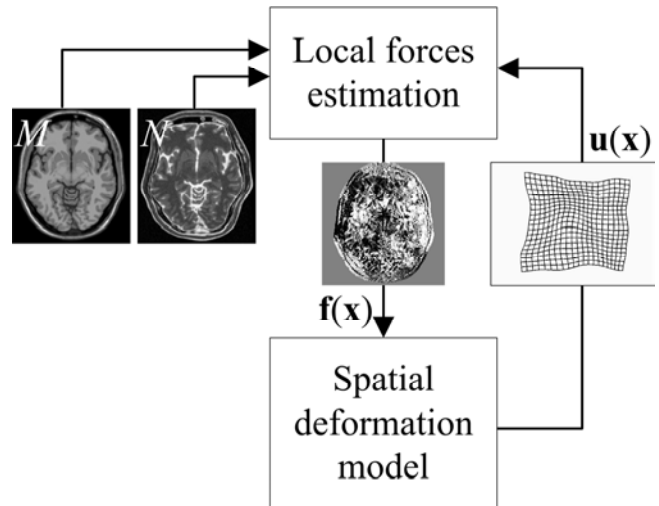 Local forces
estimation
M
N
u(x)
f(x)
Spatial
deformation
model